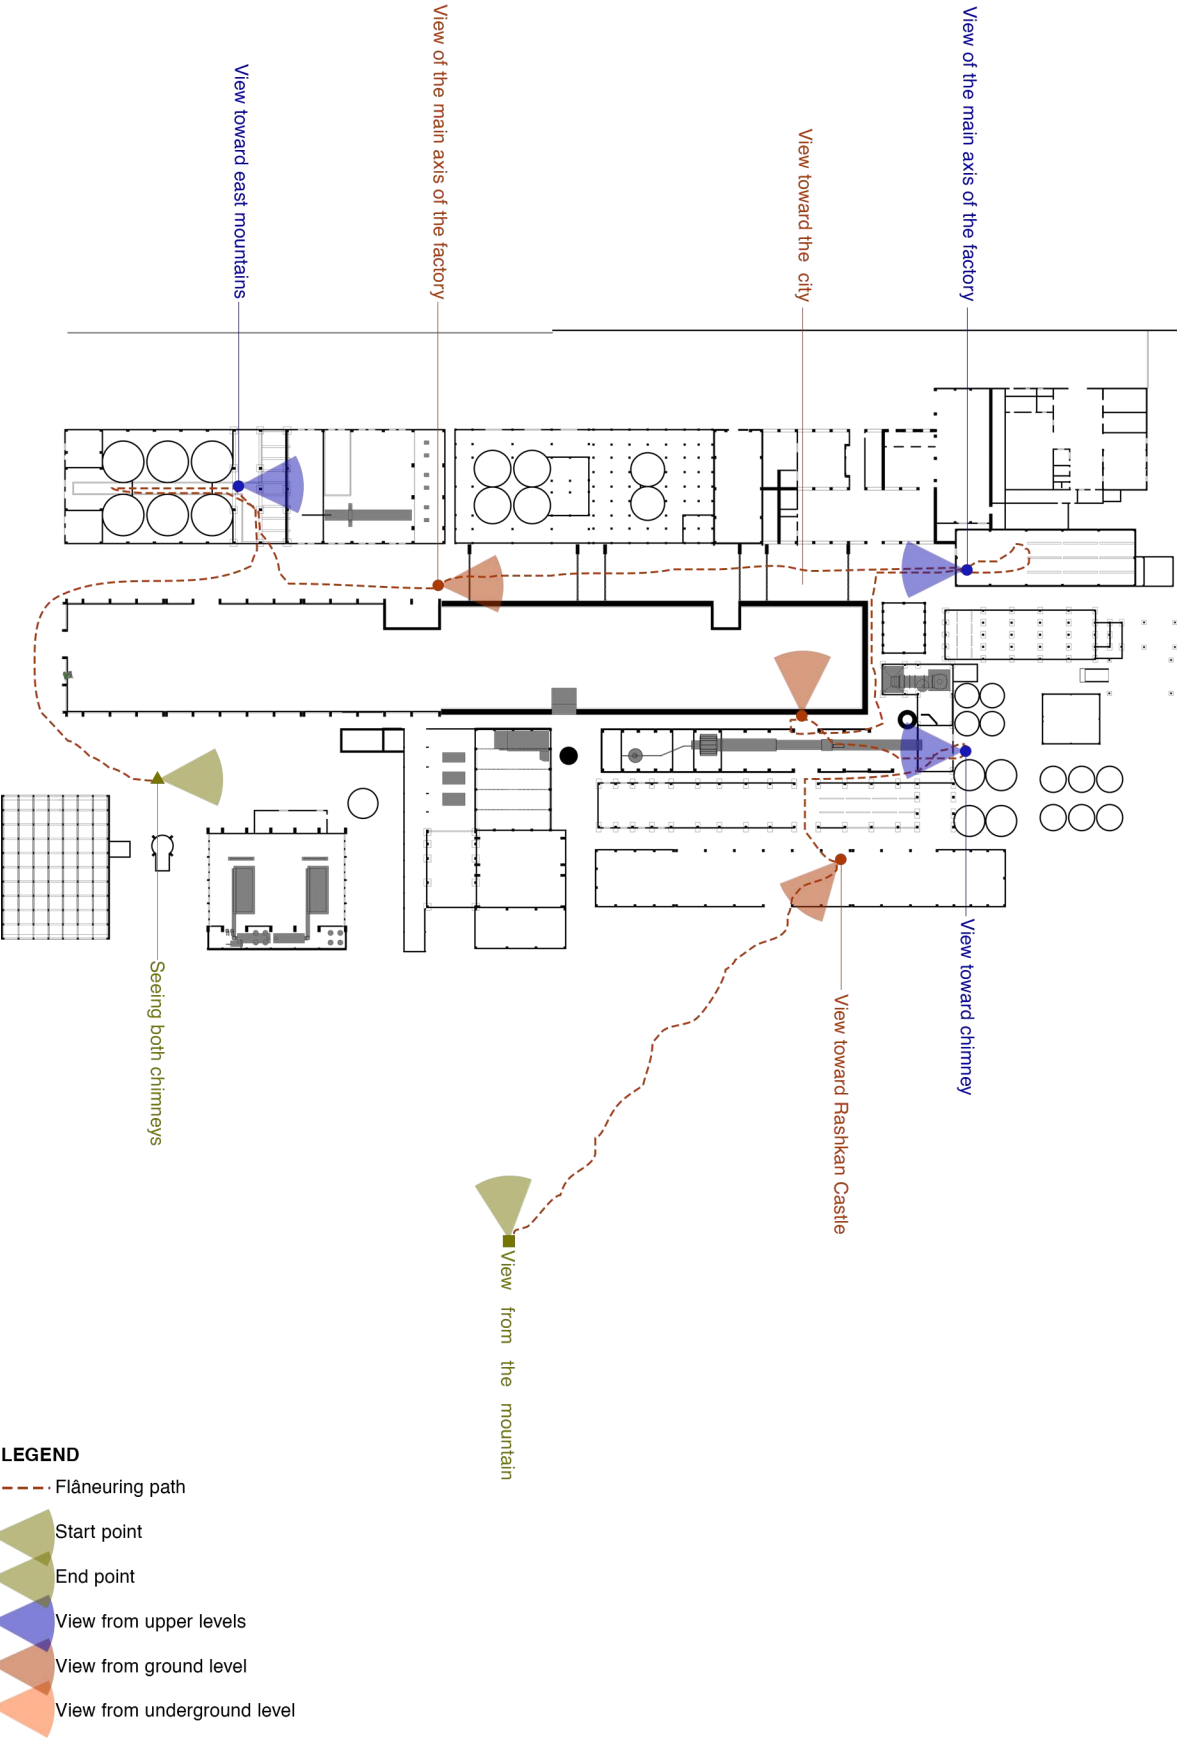 View toward east mountains
View of the main axis of the factory
View toward the city
View of the main axis of the factory
Seeing both chimneys
View from the mountain
View toward Rashkan Castle
View toward chimney
LEGEND
Flâneuring path
Start point
End point
View from upper levels
View from ground level
View from underground level